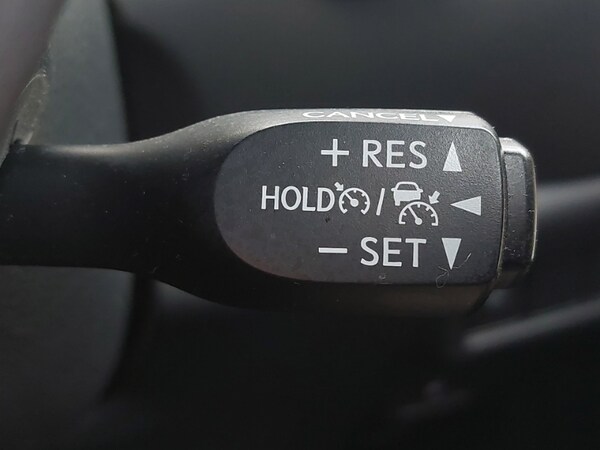 CANCEL
+ RES
HOLD /
- SET